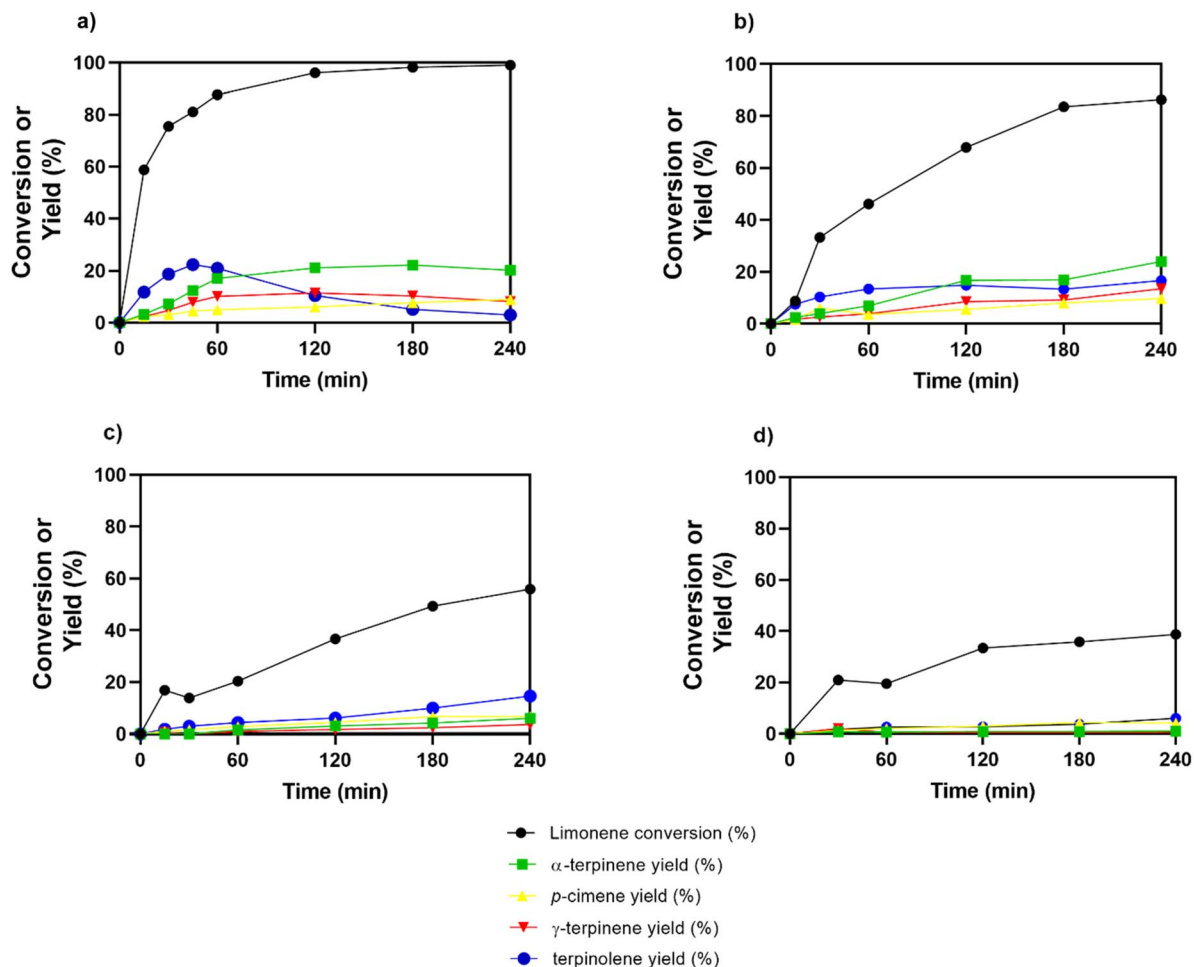 a)
Conversion or
Yield (%)
100
80
60
40
20
0
0 60 120 180 240
Time (min)
b)
Conversion or
Yield (%)
100
80
60
40
20
0
0 60 120 180 240
Time (min)
c)
Conversion or
Yield (%)
100
80
60
40
20
0
0 60 120 180 240
Time (min)
d)
Conversion or
Yield (%)
100
80
60
40
20
0
0 60 120 180 240
Time (min)
Limonene conversion (%)
α-terpinene yield (%)
p-cimene yield (%)
γ-terpinene yield (%)
terpinolene yield (%)